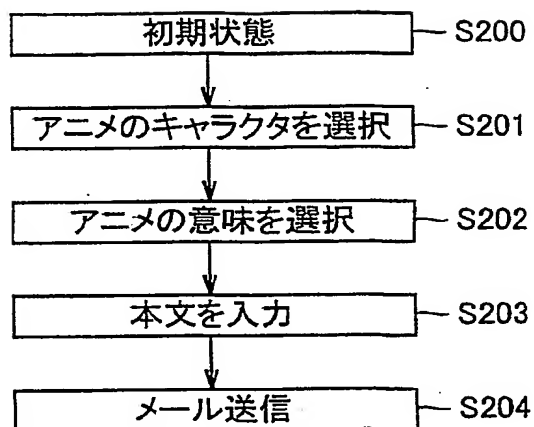 初期状態 S200
アニメのキャラクタを選択 S201
アニメの意味を選択 S202
本文を入力 S203
メール送信 S204